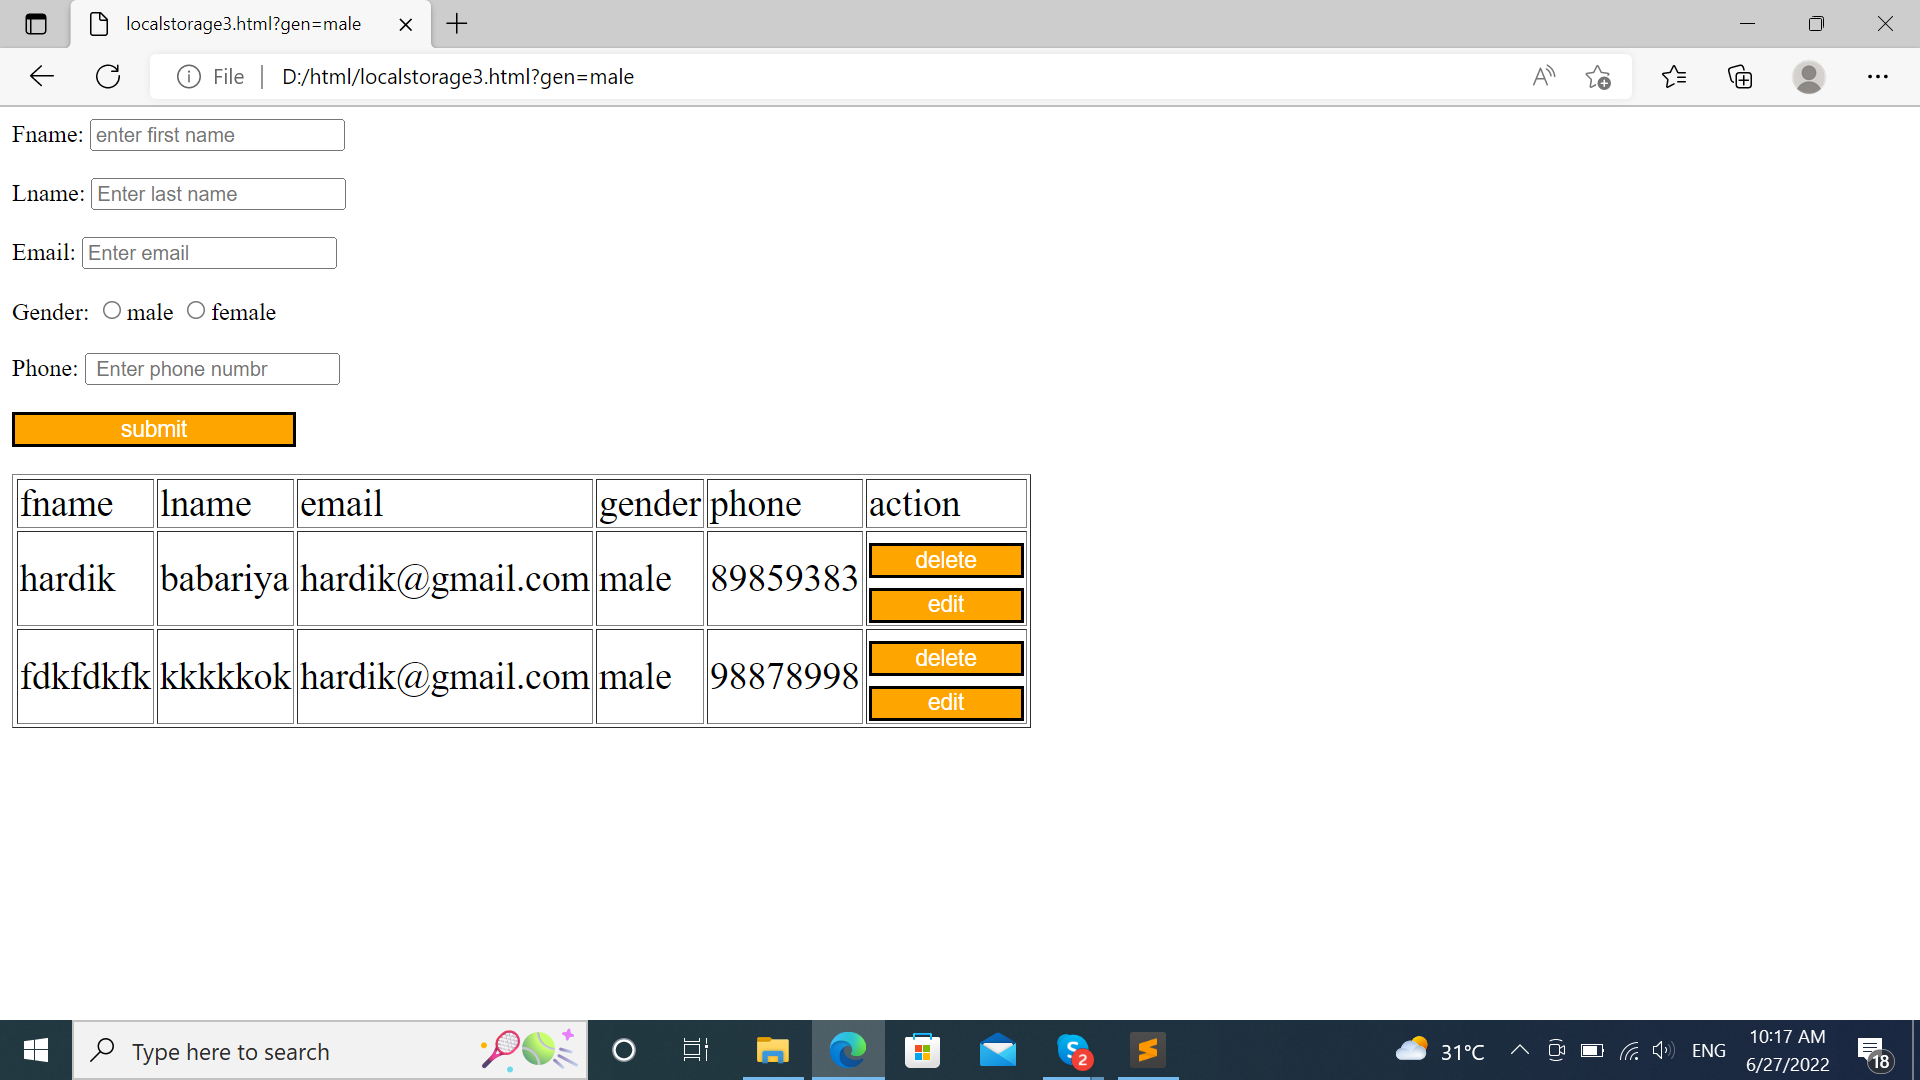 localstorage3.html?gen=male
File D:/html/localstorage3.html?gen=male
Fname: enter first name
Lname: Enter last name
Email: Enter email
Gender: male female
Phone: Enter phone numbr
submit
fname lname email gender phone action
hardik babariya hardik@gmail.com male 89859383 delete
edit
fdkfdkfk kkkkkok hardik@gmail.com male 98878998 delete
edit
Type here to search
S 2
31°C
ENG
10:17 AM
6/27/2022
18